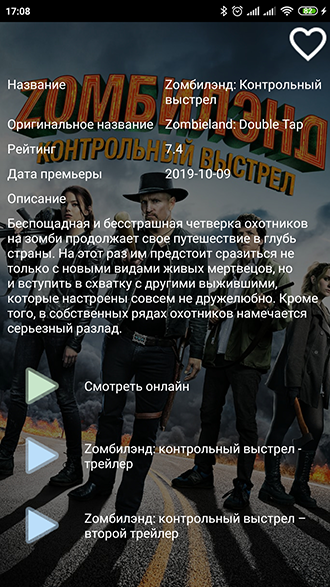 17:08
82
ZОМБИЛЭНД
КОНТРОЛЬНЫЙ ВЫСТРЕЛ
Название Zомбилэнд: Контрольный
выстрел
Оригинальное название Zombieland: Double Tap
Рейтинг 7.4
Дата премьеры 2019-10-09
Описание
Беспощадная и бесстрашная четверка охотников
на зомби продолжает свое путешествие в глубь
страны. На этот раз им предстоит сразиться не
только с новыми видами живых мертвецов, но
и вступить в схватку с другими выжившими,
которые настроены совсем не дружелюбно. Кроме
того, в собственных рядах охотников намечается
серьезный разлад.
Смотреть онлайн
Zомбилэнд: контрольный выстрел -
трейлер
Zомбилэнд: контрольный выстрел –
второй трейлер